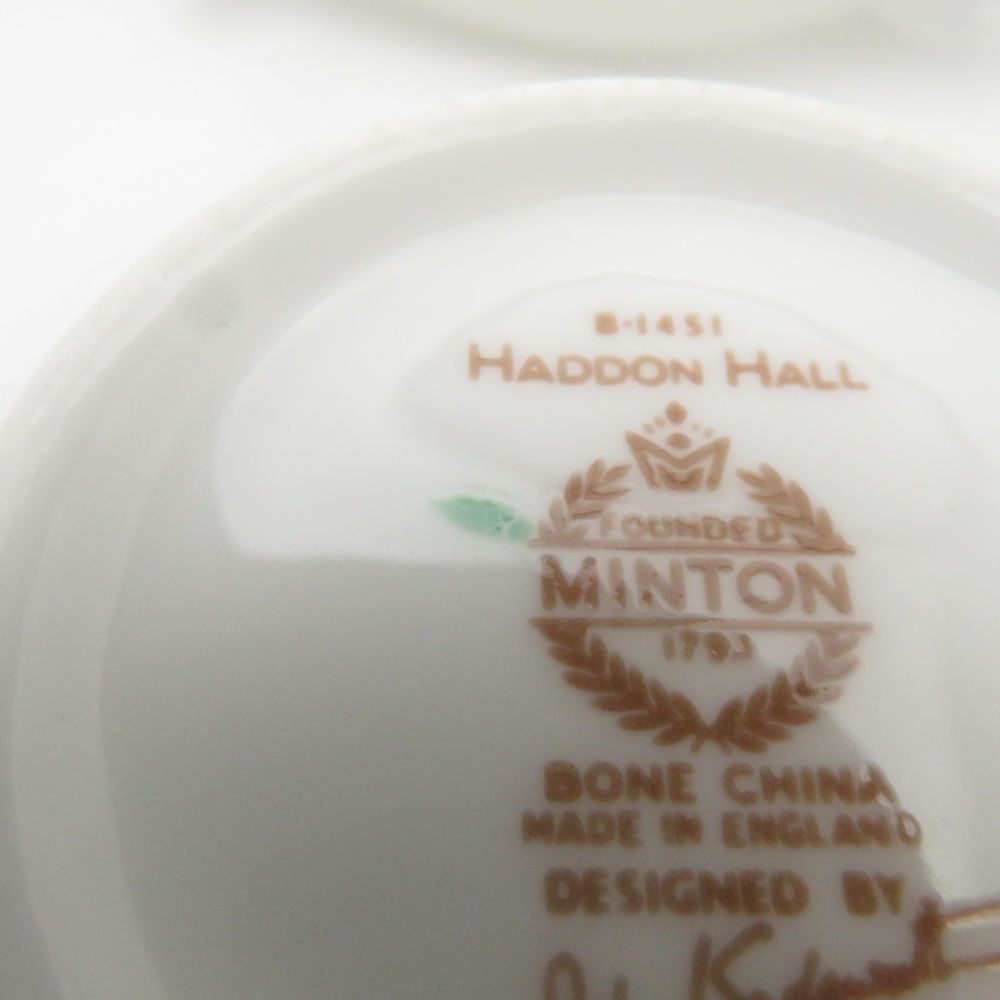 B-1451
HADDON HALL
FOUNDED
MINTON
1793
BONE CHINA
MADE IN ENGLAND
DESIGNED BY